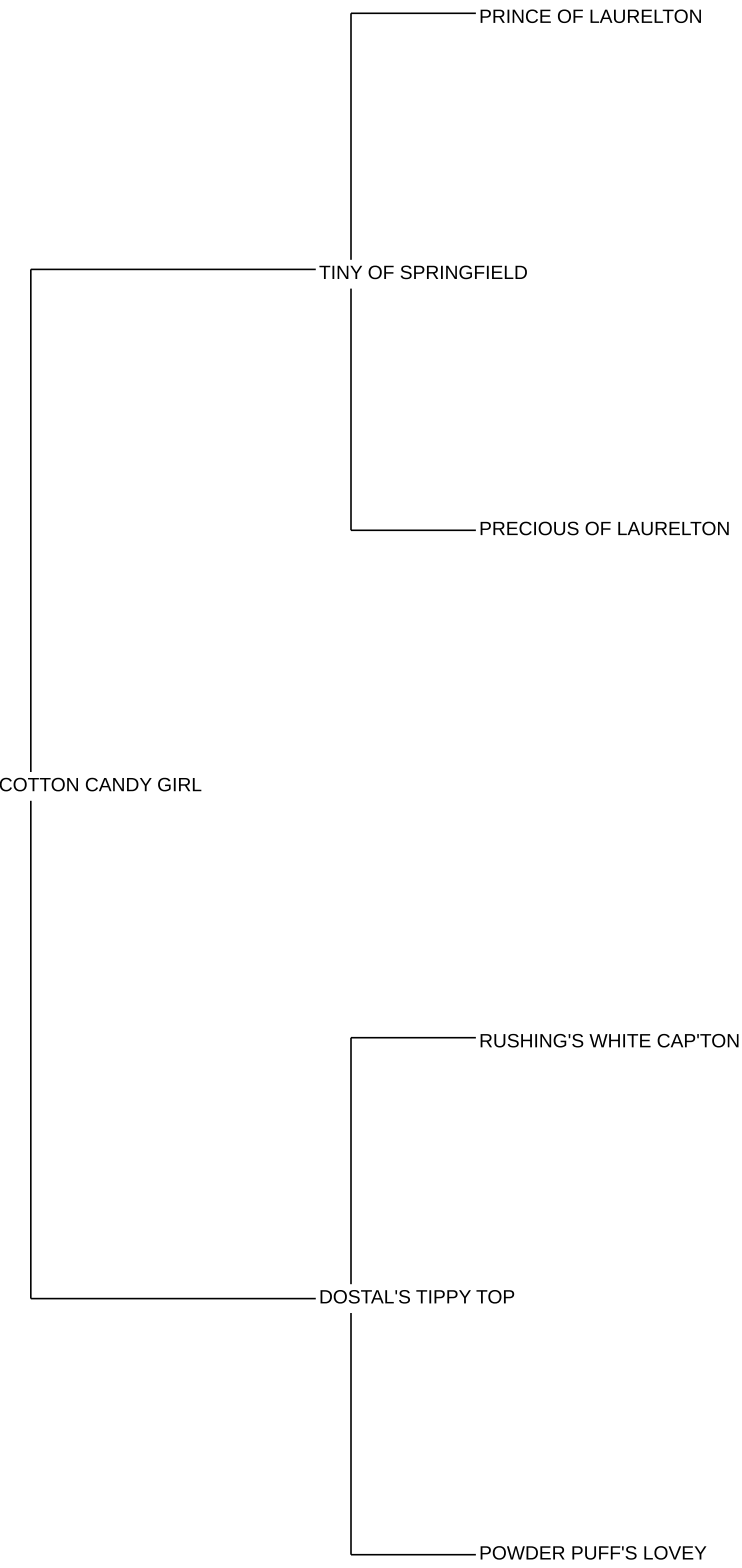 PRINCE OF LAURELTON
TINY OF SPRINGFIELD
PRECIOUS OF LAURELTON
COTTON CANDY GIRL
RUSHING'S WHITE CAP'TON
DOSTAL'S TIPPY TOP
POWDER PUFF'S LOVEY